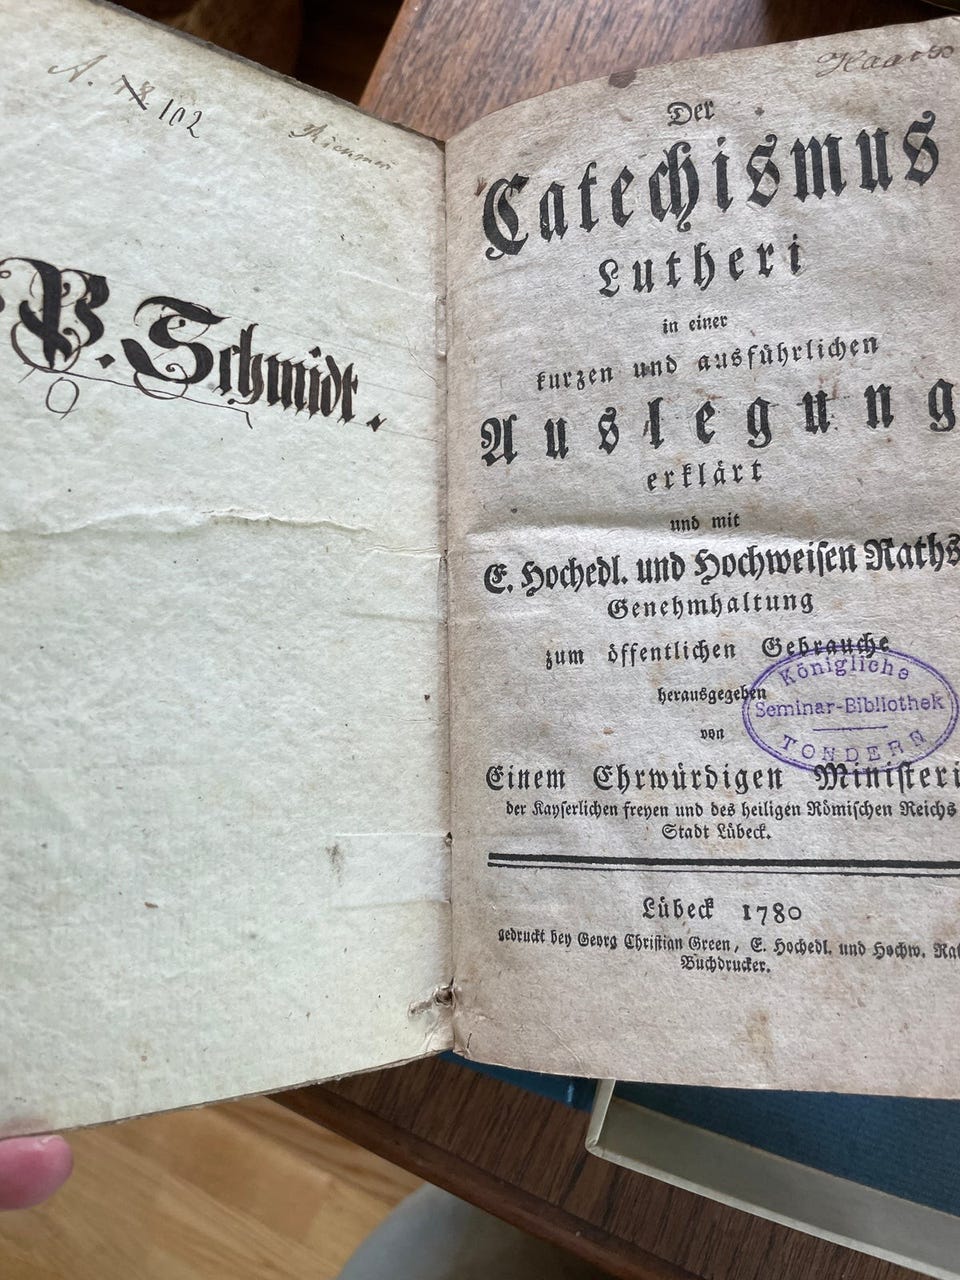 A. 102
P. Schmidt.
Der
Catechismus
Lutheri
in einer
kurzen und ausführlichen
Auslegung
erklärt
und mit
E. Hochedl. und Hochweisen Raths
Genehmhaltung
zum öffentlichen Gebrauche
herausgegeben
von
Einem Ehrwürdigen Ministeri
der Kayserlichen freyen und des heiligen Römischen Reichs
Stadt Lübeck.
Königliche
Seminar-Bibliothek
TONDERN
Lübeck 1780
gedruckt bey Georg Christian Green, E. Hochedl. und Hochw. Rat
Buchdrucker.